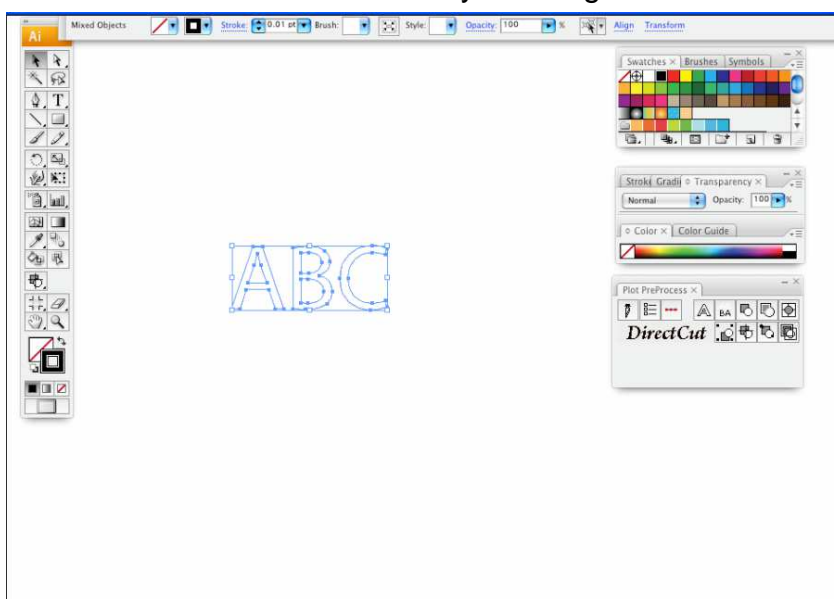 Mixed Objects Stroke: 0.01 pt Brush: Style: Opacity: 100 % Align Transform
Ai
T
Swatches × Brushes Symbols
Gradi Transparency ×
Normal Opacity: 100 %
Color × Color Guide
Plot PreProcess ×
A BA
DirectCut
ABC